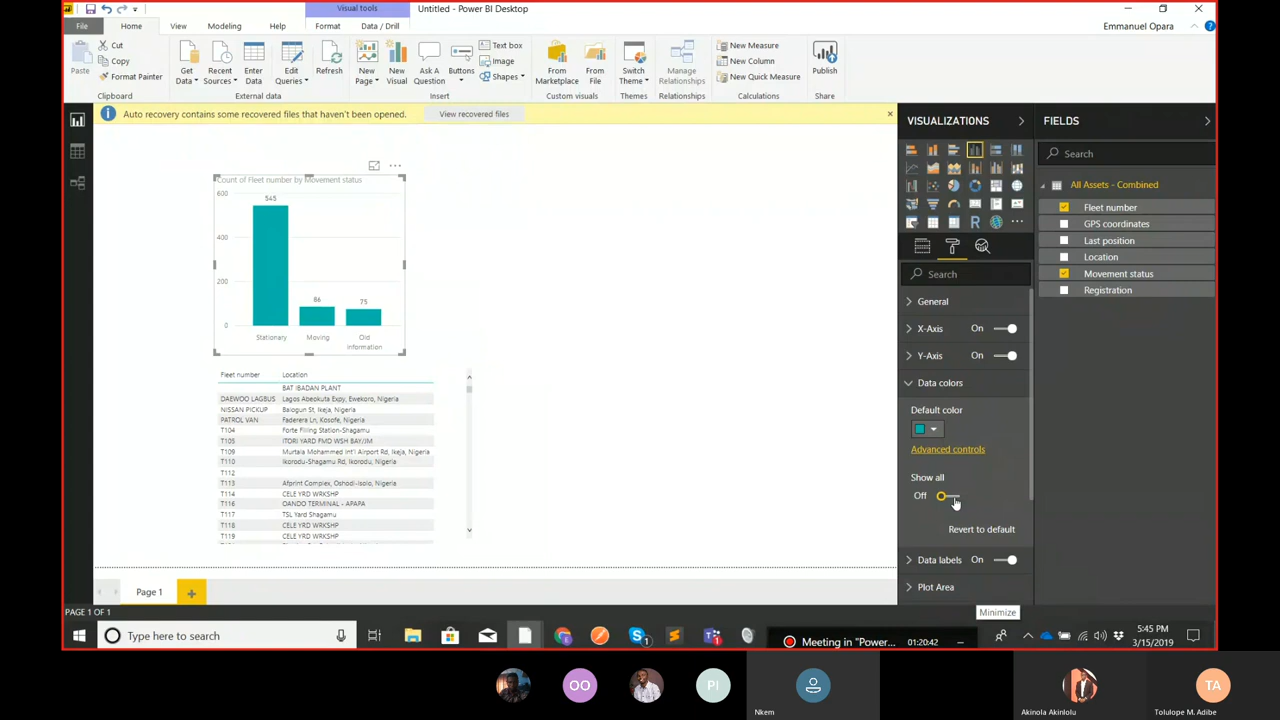 Visual tools
Untitled - Power BI Desktop
File
Home
View
Modeling
Help
Format
Data / Drill
Emmanuel Opara
Paste
Cut
Copy
Format Painter
Clipboard
Get Data
Recent Sources
Enter Data
Edit Queries
Refresh
External data
New Page
New Visual
Ask A Question
Buttons
Text box
Image
Shapes
Insert
From Marketplace
From File
Custom visuals
Switch Theme
Themes
Manage Relationships
Relationships
New Measure
New Column
New Quick Measure
Calculations
Publish
Share
Auto recovery contains some recovered files that haven't been opened.
View recovered files
Count of Fleet number by Movement status
600
400
200
0
545
86
75
Stationary
Moving
Old information
Fleet number Location
BAT IBADAN PLANT
DAEWOO LAGBUS Lagos Abeokuta Expy, Ewekoro, Nigeria
NISSAN PICKUP Balogun St, Ikeja, Nigeria
PATROL VAN Faderera Ln, Kosofe, Nigeria
T104 Forte Filling Station-Shagamu
T105 ITORI YARD FMD WSH BAY/JM
T109 Murtala Mohammed Int'l Airport Rd, Ikeja, Nigeria
T110 Ikorodu-Shagamu Rd, Ikorodu, Nigeria
T112
T113 Afprint Complex, Oshodi-Isolo, Nigeria
T114 CELE YRD WRKSHP
T116 OANDO TERMINAL - APAPA
T117 TSL Yard Shagamu
T118 CELE YRD WRKSHP
T119 CELE YRD WRKSHP
VISUALIZATIONS
R
Search
General
X-Axis On
Y-Axis On
Data colors
Default color
Advanced controls
Show all
Off
Revert to default
Data labels On
Plot Area
FIELDS
Search
All Assets - Combined
Fleet number
GPS coordinates
Last position
Location
Movement status
Registration
Page 1
PAGE 1 OF 1
Minimize
Type here to search
Meeting in "Power... 01:20:42
5:45 PM
3/15/2019
OO
PI
Nkem
Akinola Akinlolu
TA
Tolulope M. Adibe